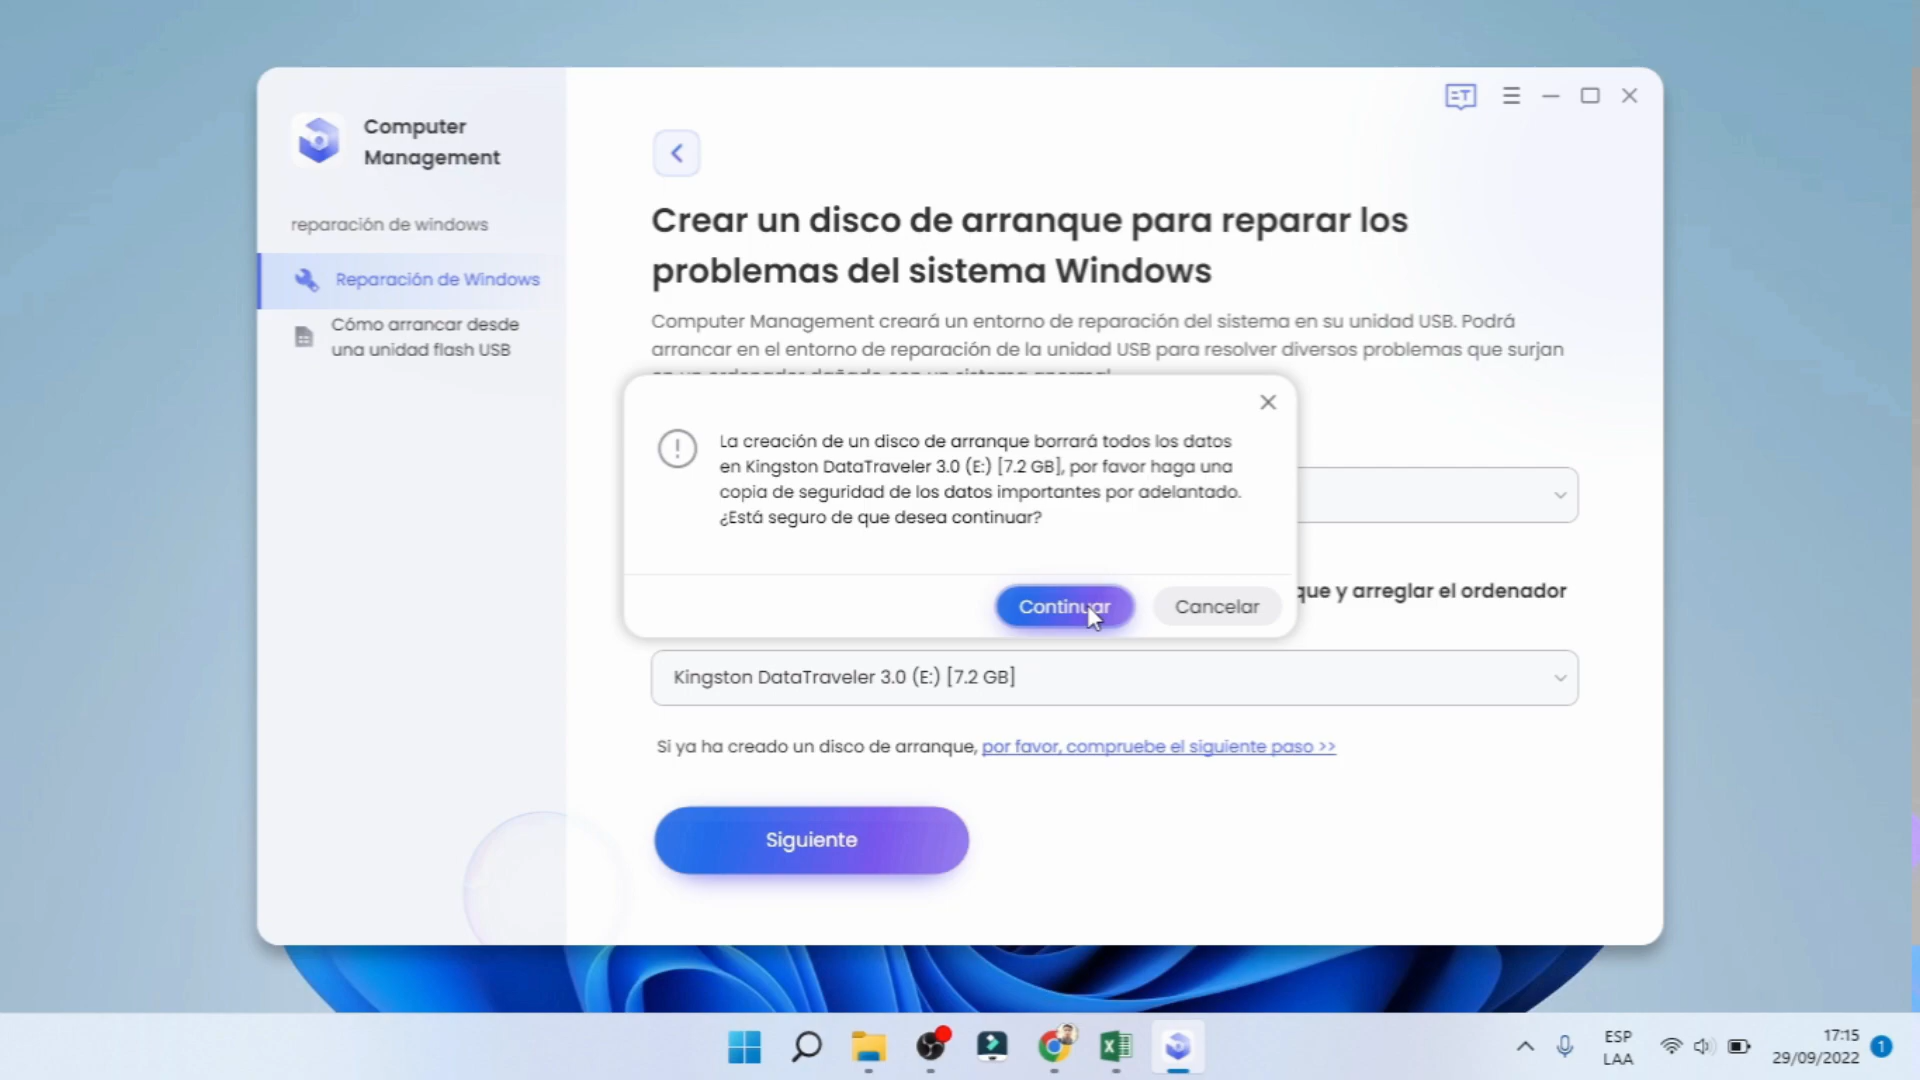 Computer
Management
reparación de windows
Reparación de Windows
Cómo arrancar desde
una unidad flash USB
Crear un disco de arranque para reparar los
problemas del sistema Windows
Computer Management creará un entorno de reparación del sistema en su unidad USB. Podrá
arrancar en el entorno de reparación de la unidad USB para resolver diversos problemas que surjan
La creación de un disco de arranque borrará todos los datos
en Kingston DataTraveler 3.0 (E:) [7.2 GB], por favor haga una
copia de seguridad de los datos importantes por adelantado.
¿Está seguro de que desea continuar?
Continuar
Cancelar
que y arreglar el ordenador
Kingston DataTraveler 3.0 (E:) [7.2 GB]
Si ya ha creado un disco de arranque, por favor, compruebe el siguiente paso >>
Siguiente
ESP
LAA
17:15
29/09/2022
1